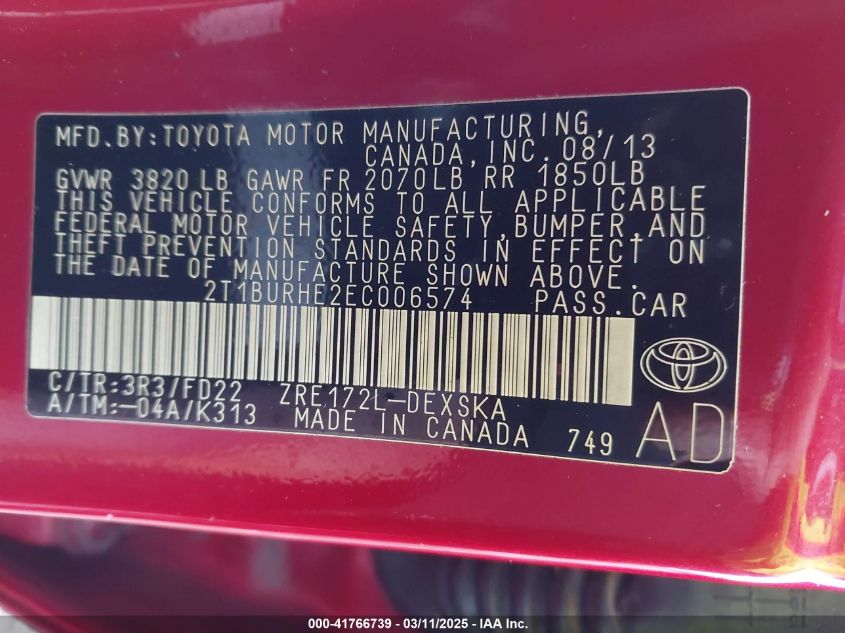 MFD.BY:TOYOTA MOTOR MANUFACTURING,
CANADA,INC.08/13
GVWR 3820 LB GAWR FR 2070LB RR 1850LB
THIS VEHICLE CONFORMS TO ALL APPLICABLE
FEDERAL MOTOR VEHICLE SAFETY,BUMPER,AND
THEFT PREVENTION STANDARDS IN EFFECT ON
THE DATE OF MANUFACTURE SHOWN ABOVE.
2T1BURHE2EC006574 PASS.CAR
C/TR:3R3/FD22 ZRE172L-DEXSKA
A/TM:-04A/K313 MADE IN CANADA 749 AD
000-41766739 - 03/11/2025 - IAA Inc.